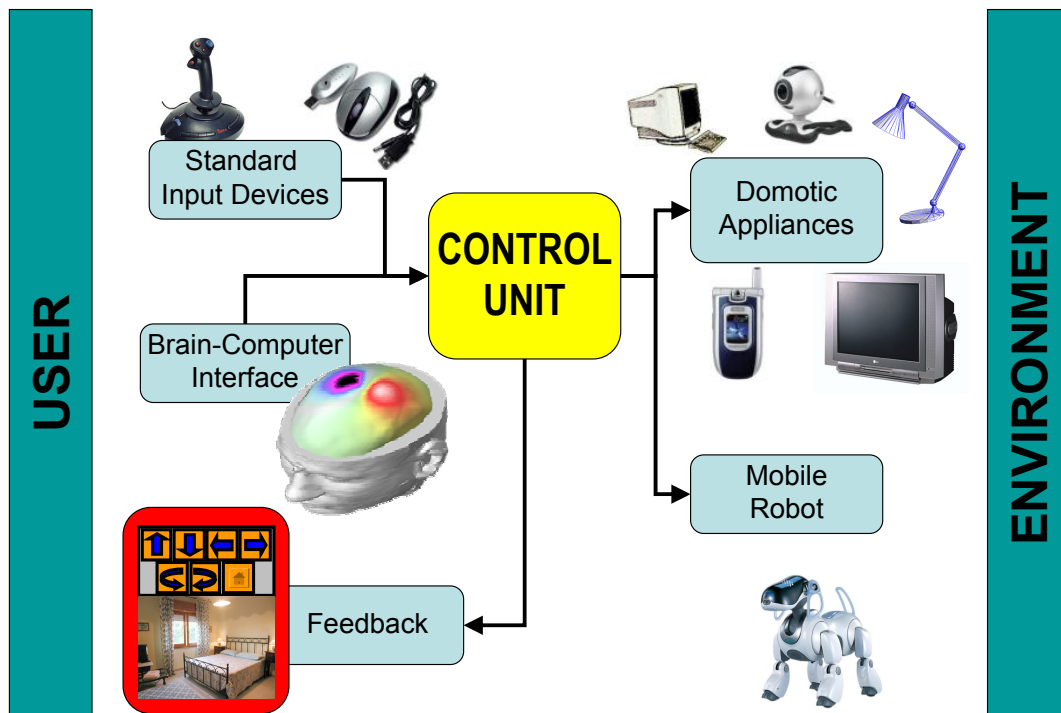 USER
Standard
Input Devices
Brain-Computer
Interface
CONTROL
UNIT
Feedback
Domotic
Appliances
Mobile
Robot
ENVIRONMENT